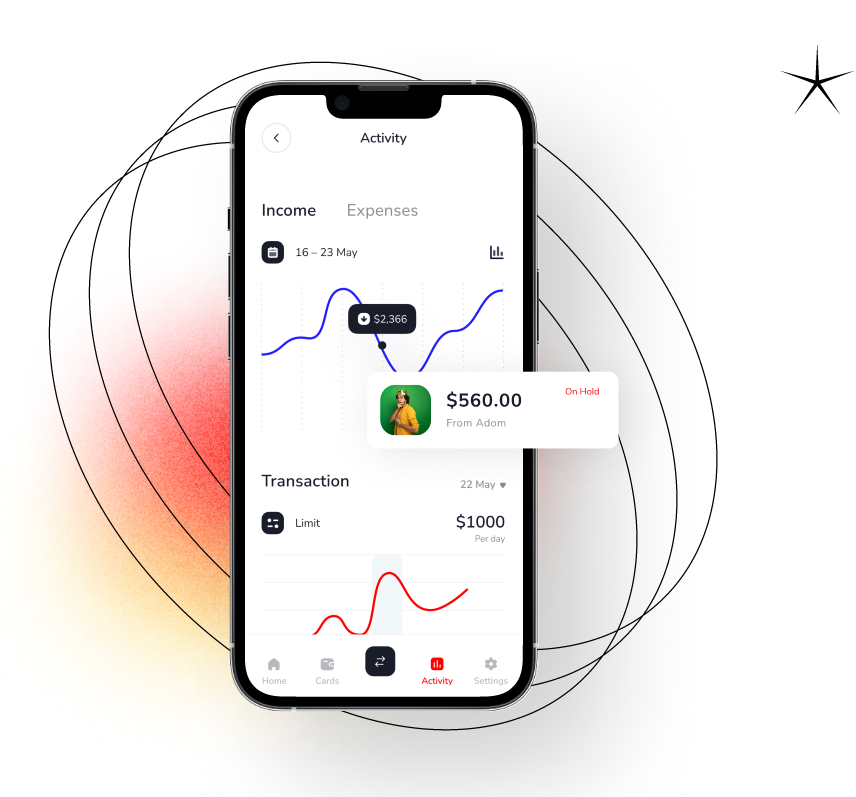 Activity
Income Expenses
16 – 23 May
$2,366
$560.00
On Hold
From Adom
Transaction
22 May
Limit
$1000
Per day
Home
Cards
Activity
Settings